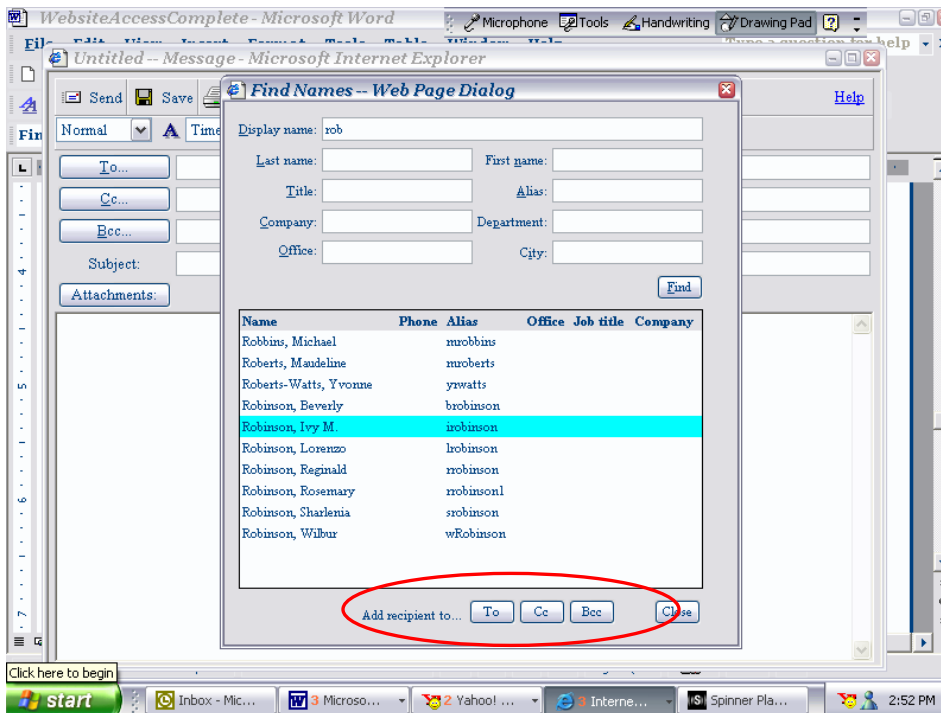 WebsiteAccessComplete - Microsoft Word
Microphone Tools Handwriting Drawing Pad
Type a question for help
Untitled -- Message - Microsoft Internet Explorer
Find Names -- Web Page Dialog
Send Save
Help
Normal A Time
Display name: rob
To...
Last name: First name:
Cc...
Title: Alias:
Bcc...
Company: Department:
Subject:
Office: City:
Attachments:
Find
Name Phone Alias Office Job title Company
Robbins, Michael mrobbins
Roberts, Maudeline mroberts
Roberts-Watts, Yvonne yrwatts
Robinson, Beverly brobinson
Robinson, Ivy M. irobinson
Robinson, Lorenzo lrobinson
Robinson, Reginald rrobinson
Robinson, Rosemary rrobinson1
Robinson, Sharlenia srobinson
Robinson, Wilbur wRobinson
Add recipient to... To Cc Bcc Close
Click here to begin
start Inbox - Mic... 3 Microso... 2 Yahoo! ... 3 Interne... Spinner Pla... 2:52 PM